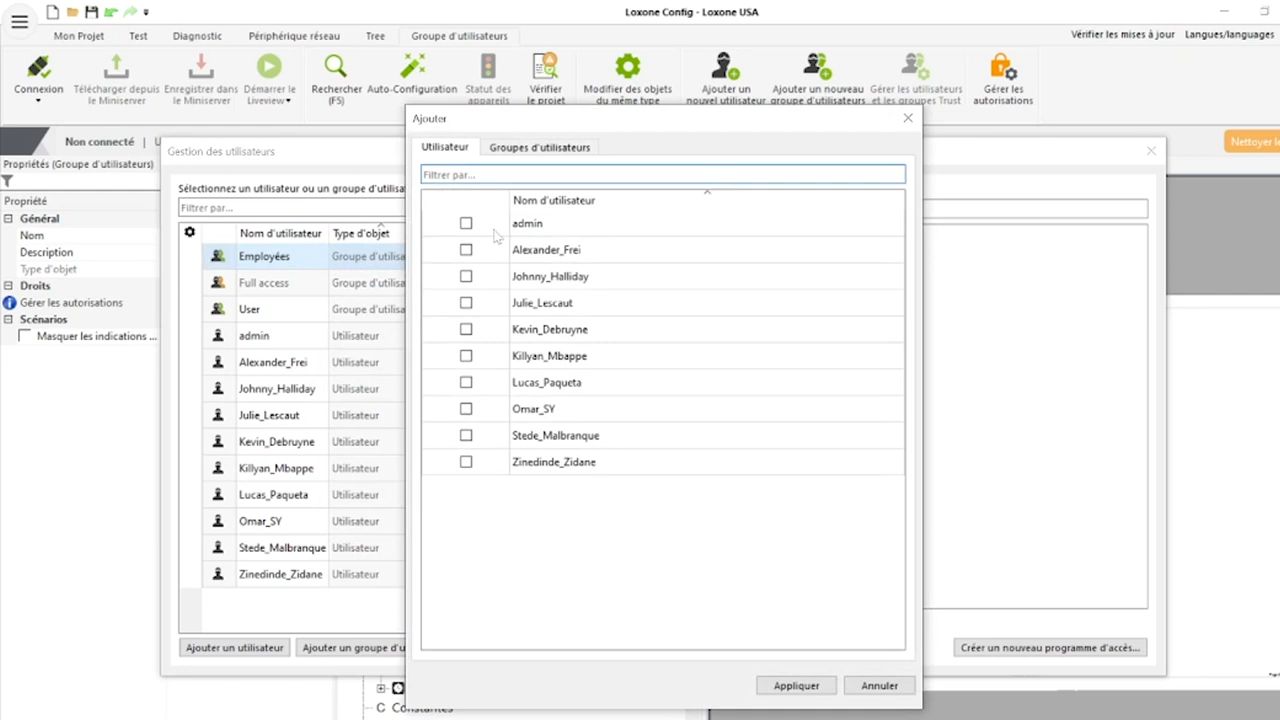 Loxone Config - Loxone USA
Mon Projet
Test
Diagnostic
Périphérique réseau
Tree
Groupe d'utilisateurs
Vérifier les mises à jour
Langues/languages
Connexion
Télécharger depuis
le Miniserver
Enregistrer dans
le Miniserver
Démarrer le
Liveview
Rechercher
(F5)
Auto-Configuration
Statut des
appareils
Vérifier
le projet
Modifier des objets
du même type
Ajouter un
nouvel utilisateur
Ajouter un nouveau
groupe d'utilisateurs
Gérer les utilisateurs
et les groupes Trust
Gérer les
autorisations
Non connecté
Nettoyer le
Propriétés (Groupe d'utilisateurs)
Propriété
Général
Nom
Description
Type d'objet
Droits
Gérer les autorisations
Scénarios
Masquer les indications ...
Gestion des utilisateurs
Sélectionnez un utilisateur ou un groupe d'utilisa
Filtrer par...
Nom d'utilisateur
Type d'objet
Employées
Groupe d'utilisa
Full access
Groupe d'utilisa
User
Groupe d'utilisa
admin
Utilisateur
Alexander_Frei
Utilisateur
Johnny_Halliday
Utilisateur
Julie_Lescaut
Utilisateur
Kevin_Debruyne
Utilisateur
Killyan_Mbappe
Utilisateur
Lucas_Paqueta
Utilisateur
Omar_SY
Utilisateur
Stede_Malbranque
Utilisateur
Zinedinde_Zidane
Utilisateur
Ajouter un utilisateur
Ajouter un groupe d'u
Créer un nouveau programme d'accès...
Ajouter
Utilisateur
Groupes d'utilisateurs
Filtrer par...
Nom d'utilisateur
admin
Alexander_Frei
Johnny_Halliday
Julie_Lescaut
Kevin_Debruyne
Killyan_Mbappe
Lucas_Paqueta
Omar_SY
Stede_Malbranque
Zinedinde_Zidane
Appliquer
Annuler
Constantes